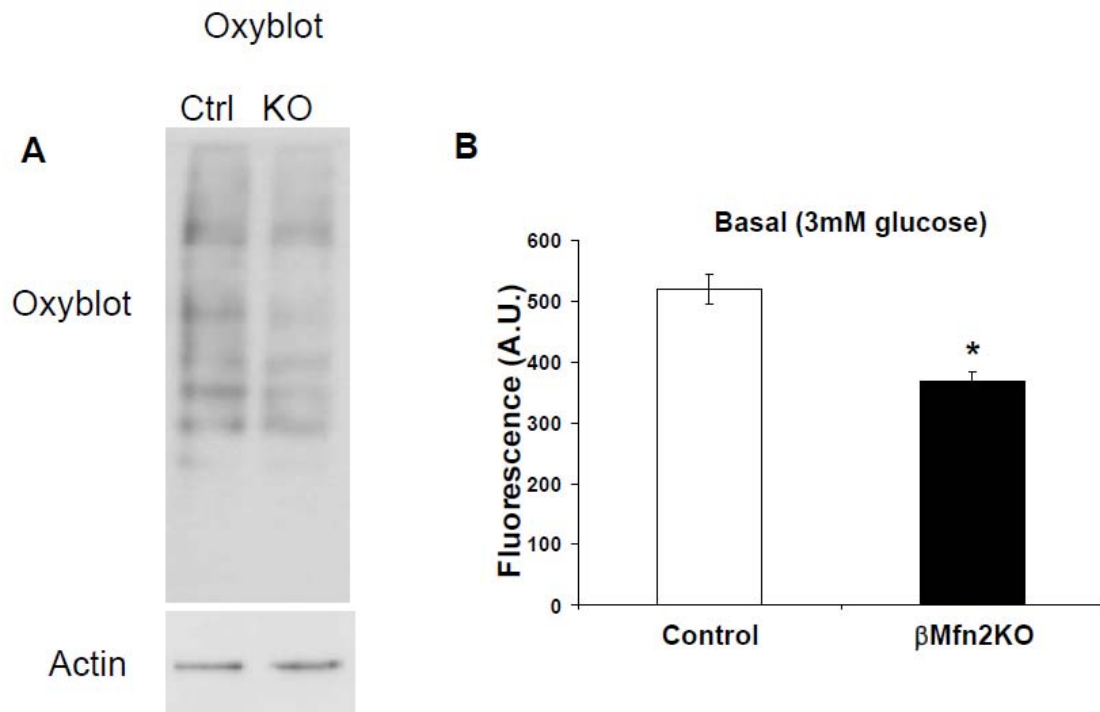 Oxyblot
Ctrl KO
A
Oxyblot
Actin
B
Basal (3mM glucose)
Fluorescence (A.U.)
600
500
400
300
200
100
0
*
Control
βMfn2KO